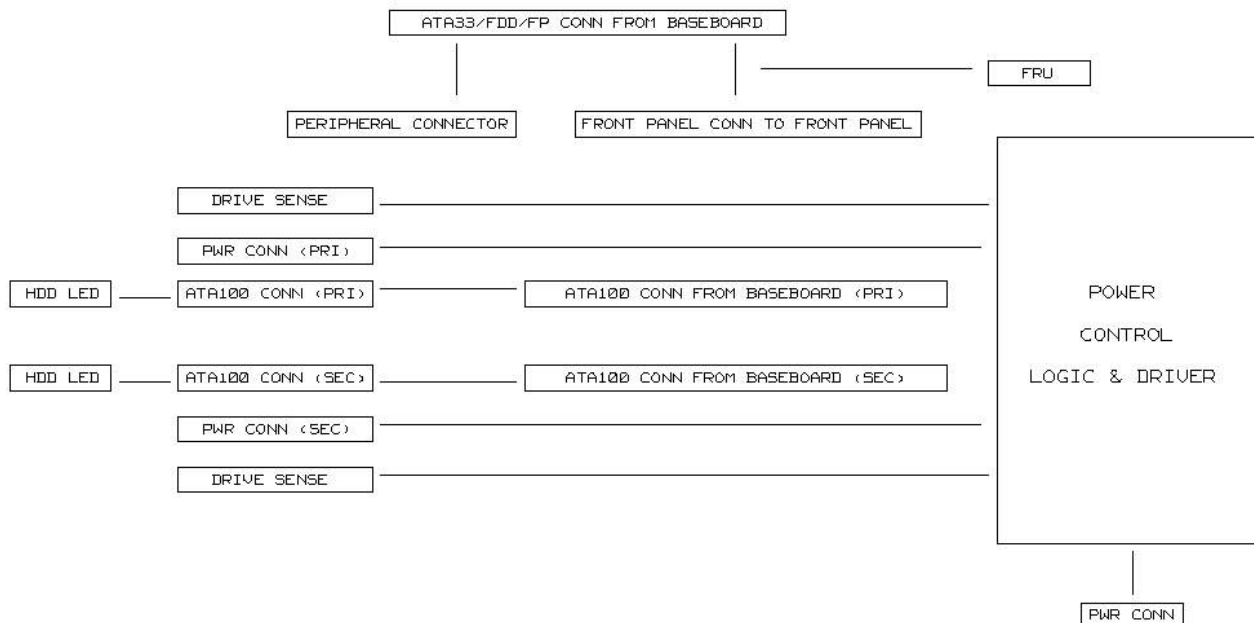 ATA33/FDD/FP CONN FROM BASEBOARD
FRU
PERIPHERAL CONNECTOR
FRONT PANEL CONN TO FRONT PANEL
DRIVE SENSE
PWR CONN (PRI)
HDD LED
ATA100 CONN (PRI)
ATA100 CONN FROM BASEBOARD (PRI)
HDD LED
ATA100 CONN (SEC)
ATA100 CONN FROM BASEBOARD (SEC)
PWR CONN (SEC)
DRIVE SENSE
POWER
CONTROL
LOGIC & DRIVER
PWR CONN